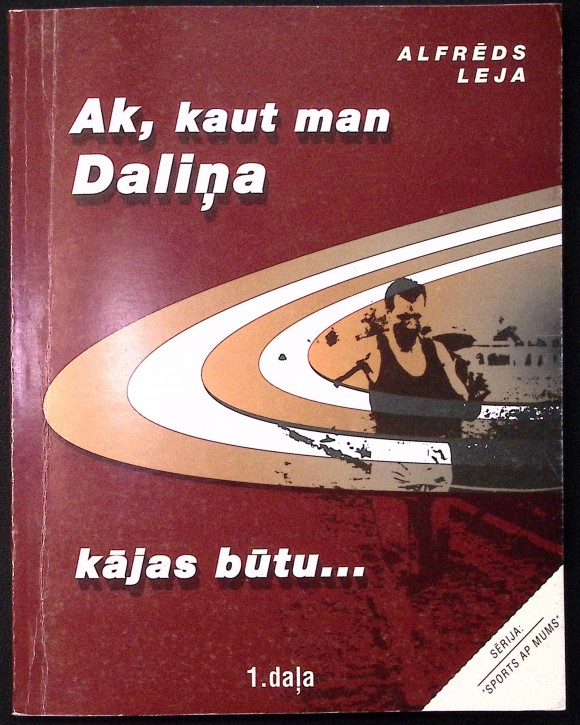 ALFRĒDS
LEJA
Ak, kaut man
Daliņa
kājas būtu...
1.daļa
SĒRIJA:
"SPORTS AP MUMS"